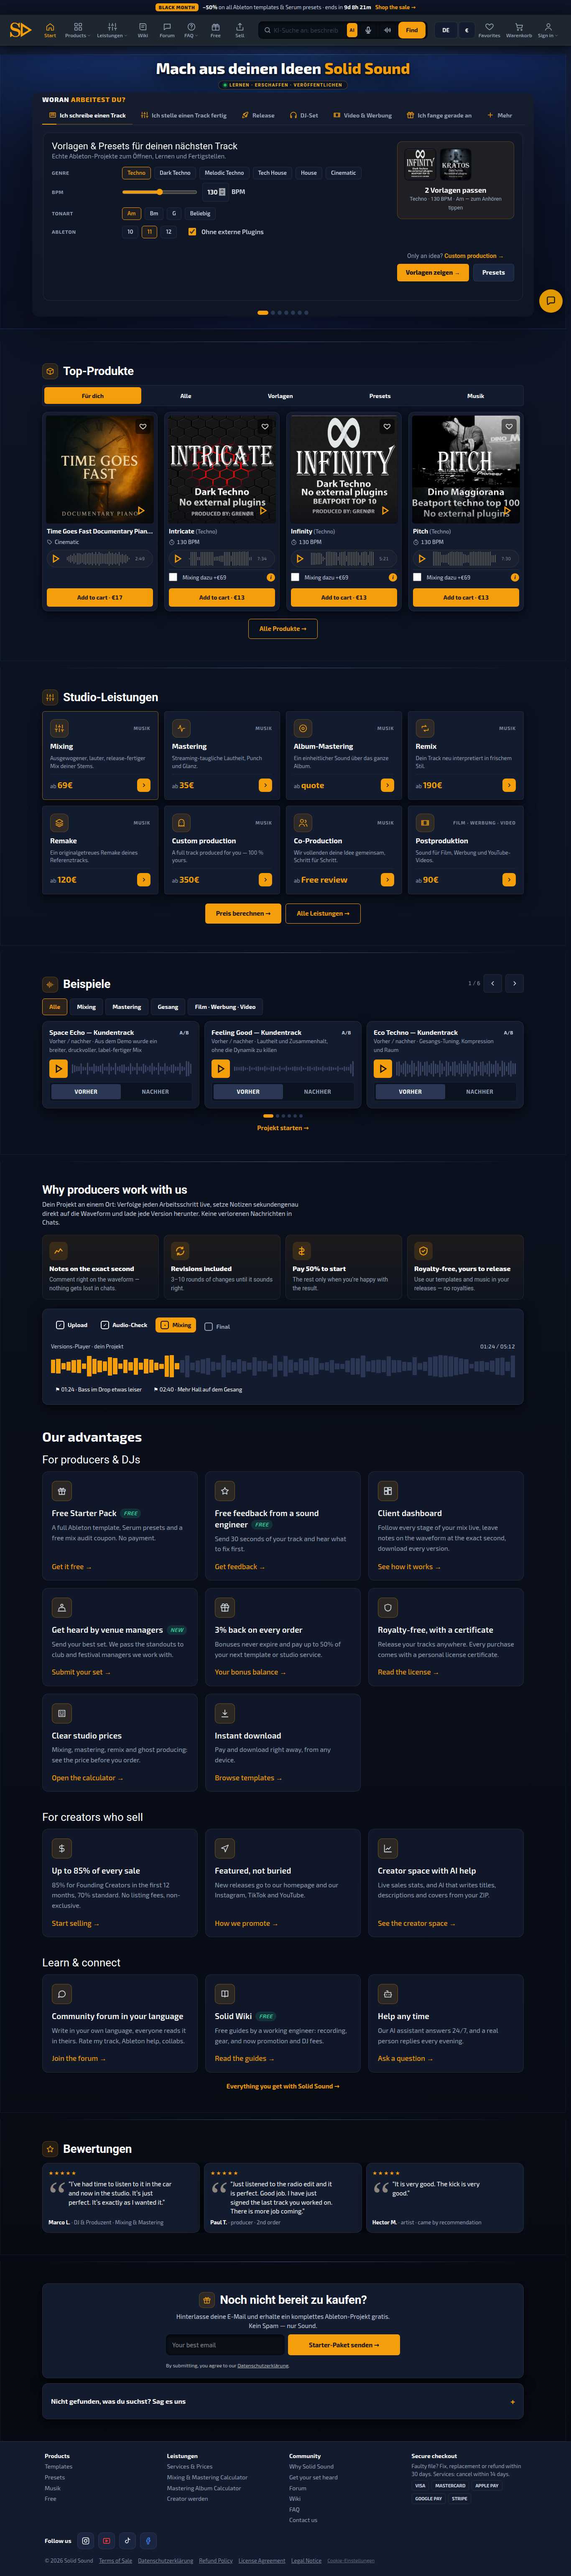 BLACK MONTH −50% on all Ableton templates & Serum presets · ends in 9d 8h 21m Shop the sale →
Start Products Leistungen Wiki Forum FAQ Free Sell
AI Find DE € Favorites Warenkorb Sign in
Mach aus deinen Ideen Solid Sound
LERNEN · ERSCHAFFEN · VERÖFFENTLICHEN
WORAN ARBEITEST DU?
Ich schreibe einen Track Ich stelle einen Track fertig Release DJ-Set Video & Werbung Ich fange gerade an Mehr
Vorlagen & Presets für deinen nächsten Track
Echte Ableton-Projekte zum Öffnen, Lernen und Fertigstellen.
GENRE Techno Dark Techno Melodic Techno Tech House House Cinematic
BPM 130 BPM
TONART Am Bm G Beliebig
ABLETON 10 11 12 Ohne externe Plugins
INFINITY KRATOS
2 Vorlagen passen
Techno · 130 BPM · Am — zum Anhören tippen
Only an idea? Custom production →
Vorlagen zeigen → Presets
Top-Produkte
Für dich Alle Vorlagen Presets Musik
TIME GOES FAST
DOCUMENTARY PIANO
Time Goes Fast Documentary Pian...
Cinematic
2:49
Add to cart · €17
INTRICATE
Dark Techno
No external plugins
PRODUCED BY: GRENØR
Intricate (Techno)
130 BPM
7:34
Mixing dazu +€69
Add to cart · €13
INFINITY
Dark Techno
No external plugins
BEATPORT TOP 10
PRODUCED BY: GRENØR
Infinity (Techno)
130 BPM
5:21
Mixing dazu +€69
Add to cart · €13
PITCH
Dino Maggiorana
Beatport techno top 100
No external plugins
Pitch (Techno)
130 BPM
7:30
Mixing dazu +€69
Add to cart · €13
Alle Produkte →
Studio-Leistungen
MUSIK
Mixing
Ausgewogener, lauter, release-fertiger Mix deiner Stems.
ab 69€
MUSIK
Mastering
Streaming-taugliche Lautheit, Punch und Glanz.
ab 35€
MUSIK
Album-Mastering
Ein einheitlicher Sound über das ganze Album.
ab quote
MUSIK
Remix
Dein Track neu interpretiert in frischem Stil.
ab 190€
MUSIK
Remake
Ein originalgetreues Remake deines Referenztracks.
ab 120€
MUSIK
Custom production
A full track produced for you — 100 % yours.
ab 350€
MUSIK
Co-Production
Wir vollenden deine Idee gemeinsam, Schritt für Schritt.
ab Free review
FILM · WERBUNG · VIDEO
Postproduktion
Sound für Film, Werbung und YouTube-Videos.
ab 90€
Preis berechnen → Alle Leistungen →
Beispiele
1 / 6
Alle Mixing Mastering Gesang Film · Werbung · Video
Space Echo — Kundentrack A/B
Vorher / nachher · Aus dem Demo wurde ein breiter, druckvoller, label-fertiger Mix
VORHER NACHHER
Feeling Good — Kundentrack A/B
Vorher / nachher · Lautheit und Zusammenhalt, ohne die Dynamik zu killen
VORHER NACHHER
Eco Techno — Kundentrack A/B
Vorher / nachher · Gesangs-Tuning, Kompression und Raum
VORHER NACHHER
Projekt starten →
Why producers work with us
Dein Projekt an einem Ort: Verfolge jeden Arbeitsschritt live, setze Notizen sekundengenau
direkt auf die Waveform und lade jede Version herunter. Keine verlorenen Nachrichten in
Chats.
Notes on the exact second
Comment right on the waveform — nothing gets lost in chats.
Revisions included
3–10 rounds of changes until it sounds right.
Pay 50% to start
The rest only when you're happy with the result.
Royalty-free, yours to release
Use our templates and music in your releases — no royalties.
Upload Audio-Check Mixing Final
Versions-Player · dein Projekt 01:24 / 05:12
01:24 · Bass im Drop etwas leiser 02:40 · Mehr Hall auf dem Gesang
Our advantages
For producers & DJs
Free Starter Pack FREE
A full Ableton template, Serum presets and a free mix audit coupon. No payment.
Get it free →
Free feedback from a sound engineer FREE
Send 30 seconds of your track and hear what to fix first.
Get feedback →
Client dashboard
Follow every stage of your mix live, leave notes on the waveform at the exact second, download every version.
See how it works →
Get heard by venue managers NEW
Send your best set. We pass the standouts to club and festival managers we work with.
Submit your set →
3% back on every order
Bonuses never expire and pay up to 50% of your next template or studio service.
Your bonus balance →
Royalty-free, with a certificate
Release your tracks anywhere. Every purchase comes with a personal license certificate.
Read the license →
Clear studio prices
Mixing, mastering, remix and ghost producing: see the price before you order.
Open the calculator →
Instant download
Pay and download right away, from any device.
Browse templates →
For creators who sell
Up to 85% of every sale
85% for Founding Creators in the first 12 months, 70% standard. No listing fees, non-exclusive.
Start selling →
Featured, not buried
New releases go to our homepage and our Instagram, TikTok and YouTube.
How we promote →
Creator space with AI help
Live sales stats, and AI that writes titles, descriptions and covers from your ZIP.
See the creator space →
Learn & connect
Community forum in your language
Write in your own language, everyone reads it in theirs. Rate my track, Ableton help, collabs.
Join the forum →
Solid Wiki FREE
Free guides by a working engineer: recording, gear, and now promotion and DJ fees.
Read the guides →
Help any time
Our AI assistant answers 24/7, and a real person replies every evening.
Ask a question →
Everything you get with Solid Sound →
Bewertungen
★★★★★
“I've had time to listen to it in the car and now in the studio. It's just perfect. It's exactly as I wanted it.”
Marco L. · DJ & Produzent · Mixing & Mastering
★★★★★
“Just listened to the radio edit and it is perfect. Good job. I have just signed the last track you worked on. There is more job coming.”
Paul T. · producer · 2nd order
★★★★★
“It is very good. The kick is very good.”
Hector M. · artist · came by recommendation
Noch nicht bereit zu kaufen?
Hinterlasse deine E-Mail und erhalte ein komplettes Ableton-Projekt gratis.
Kein Spam — nur Sound.
Your best email Starter-Paket senden →
By submitting, you agree to our Datenschutzerklärung.
Nicht gefunden, was du suchst? Sag es uns +
Products
Templates
Presets
Musik
Free
Leistungen
Services & Prices
Mixing & Mastering Calculator
Mastering Album Calculator
Creator werden
Community
Why Solid Sound
Get your set heard
Forum
Wiki
FAQ
Contact us
Secure checkout
Faulty file? Fix, replacement or refund within 30 days. Services: cancel within 14 days.
VISA MASTERCARD APPLE PAY
GOOGLE PAY STRIPE
Follow us
© 2026 Solid Sound Terms of Sale Datenschutzerklärung Refund Policy License Agreement Legal Notice Cookie-Einstellungen